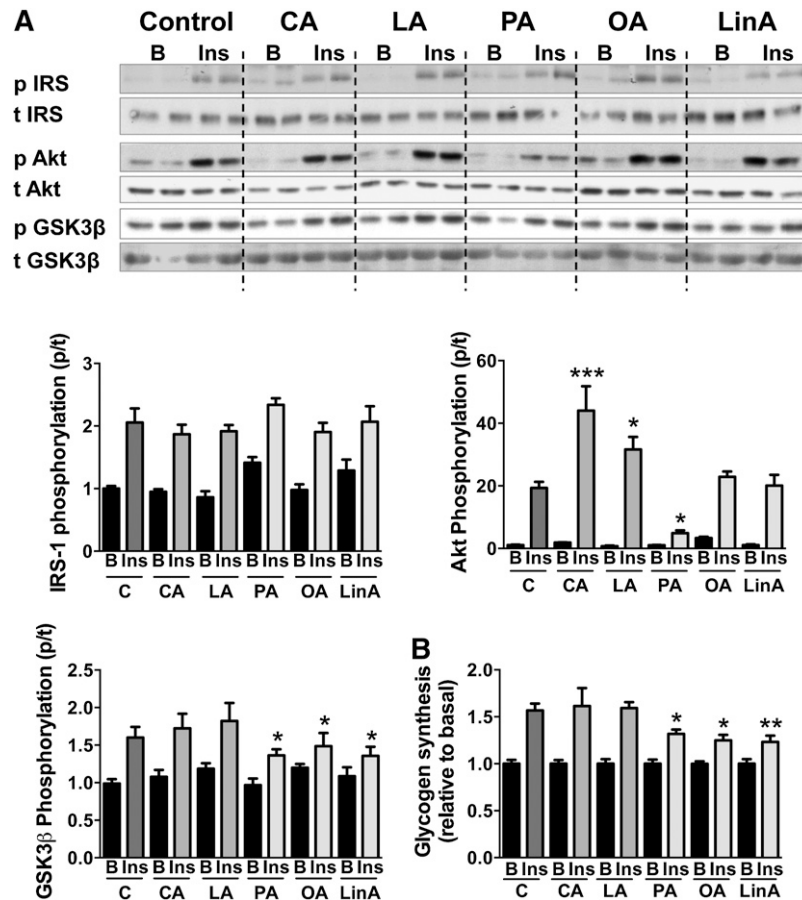 A Control CA LA PA OA LinA
B Ins B Ins B Ins B Ins B Ins B Ins
p IRS
t IRS
p Akt
t Akt
p GSK3β
t GSK3β
IRS-1 phosphorylation (p/t)
3
2
1
0
B Ins B Ins B Ins B Ins B Ins B Ins
C CA LA PA OA LinA
Akt Phosphorylation (p/t)
60
40
20
0
***
*
*
B Ins B Ins B Ins B Ins B Ins B Ins
C CA LA PA OA LinA
GSK3β Phosphorylation (p/t)
2.5
2.0
1.5
1.0
0.5
0.0
* * *
B Ins B Ins B Ins B Ins B Ins B Ins
C CA LA PA OA LinA
B
Glycogen synthesis
(relative to basal)
2.0
1.5
1.0
0.5
0.0
* * **
B Ins B Ins B Ins B Ins B Ins B Ins
C CA LA PA OA LinA